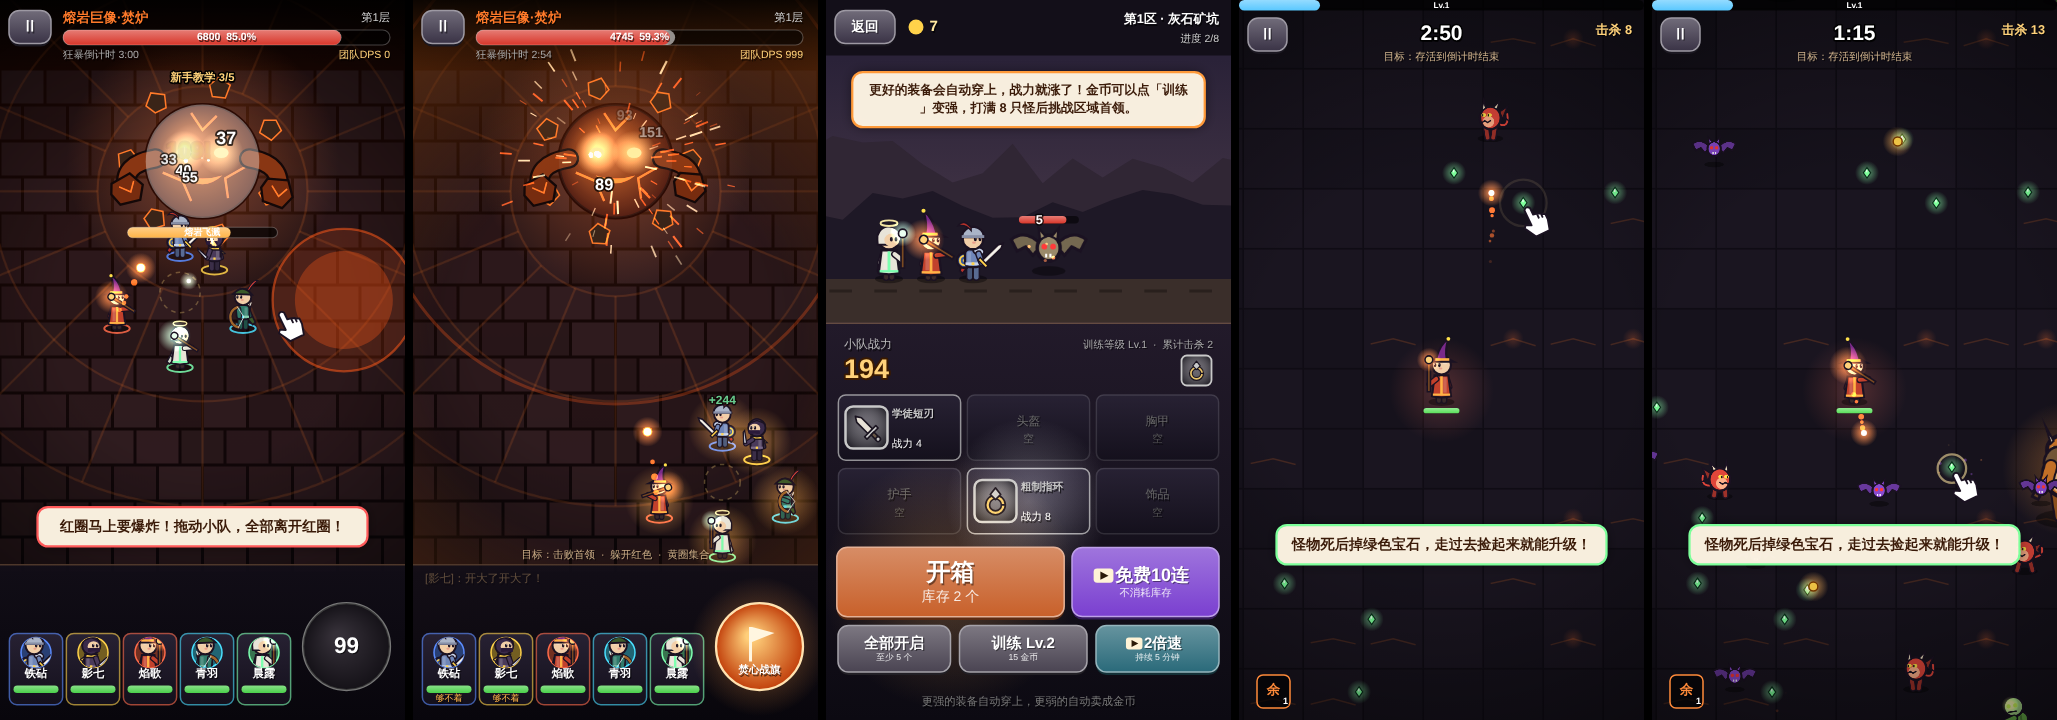 熔岩巨像·焚炉
第1层
6800 85.0%
狂暴倒计时 3:00
团队DPS 0
新手教学 3/5
37
33
40
55
熔岩飞溅
红圈马上要爆炸！拖动小队，全部离开红圈！
铁砧
影七
焰歌
青羽
晨露
99
熔岩巨像·焚炉
第1层
4745 59.3%
狂暴倒计时 2:54
团队DPS 999
93
151
89
+244
目标：击败首领 · 躲开红色 · 黄圈集合
[影七]：开大了开大了！
铁砧
影七
焰歌
青羽
晨露
够不着
够不着
焚心战旗
返回
7
第1区 · 灰石矿坑
进度 2/8
更好的装备会自动穿上，战力就涨了！金币可以点「训练
」变强，打满 8 只怪后挑战区域首领。
5
小队战力
194
训练等级 Lv.1 · 累计击杀 2
学徒短刃
战力 4
头盔
空
胸甲
空
护手
空
粗制指环
战力 8
饰品
空
开箱
库存 2 个
免费10连
不消耗库存
全部开启
至少 5 个
训练 Lv.2
15 金币
2倍速
持续 5 分钟
更强的装备自动穿上，更弱的自动卖成金币
Lv.1
2:50
击杀 8
目标：存活到倒计时结束
怪物死后掉绿色宝石，走过去捡起来就能升级！
余
1
Lv.1
1:15
击杀 13
目标：存活到倒计时结束
怪物死后掉绿色宝石，走过去捡起来就能升级！
余
1